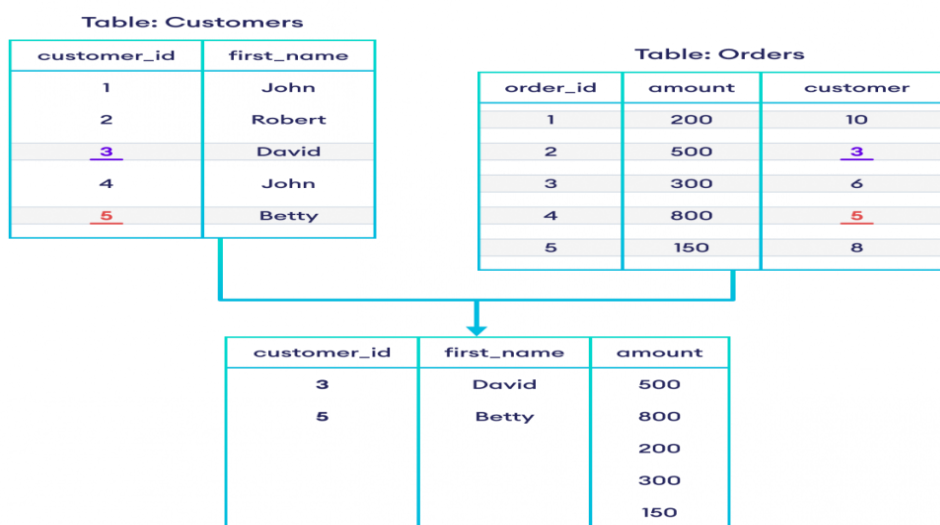 Table: Customers
customer_id first_name
1 John
2 Robert
3 David
4 John
5 Betty
Table: Orders
order_id amount customer
1 200 10
2 500 3
3 300 6
4 800 5
5 150 8
customer_id first_name amount
3 David 500
5 Betty 800
200
300
150